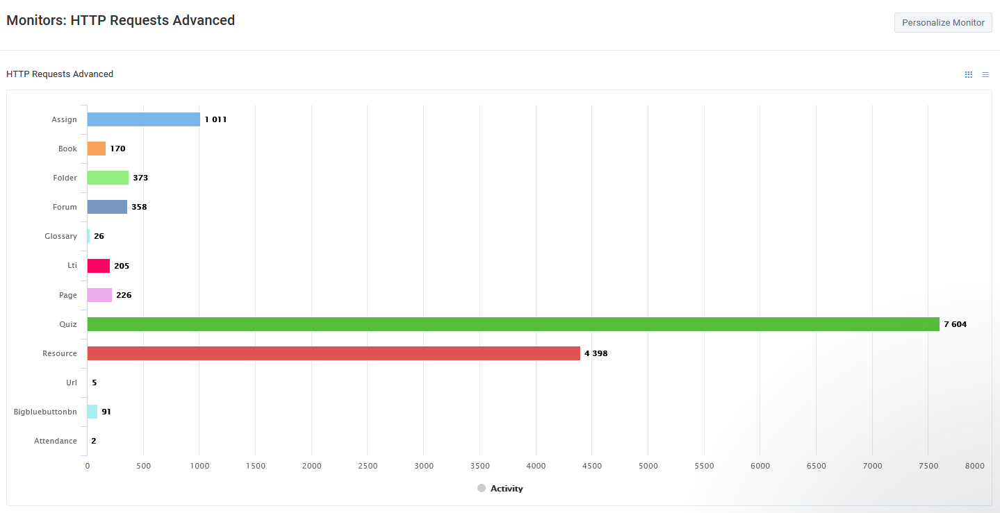 Monitors: HTTP Requests Advanced
Personalize Monitor
HTTP Requests Advanced
Assign 1 011
Book 170
Folder 373
Forum 358
Glossary 26
Lti 205
Page 226
Quiz 7 604
Resource 4 398
Url 5
Bigbluebuttonbn 91
Attendance 2
0 500 1000 1500 2000 2500 3000 3500 4000 4500 5000 5500 6000 6500 7000 7500 8000
Activity